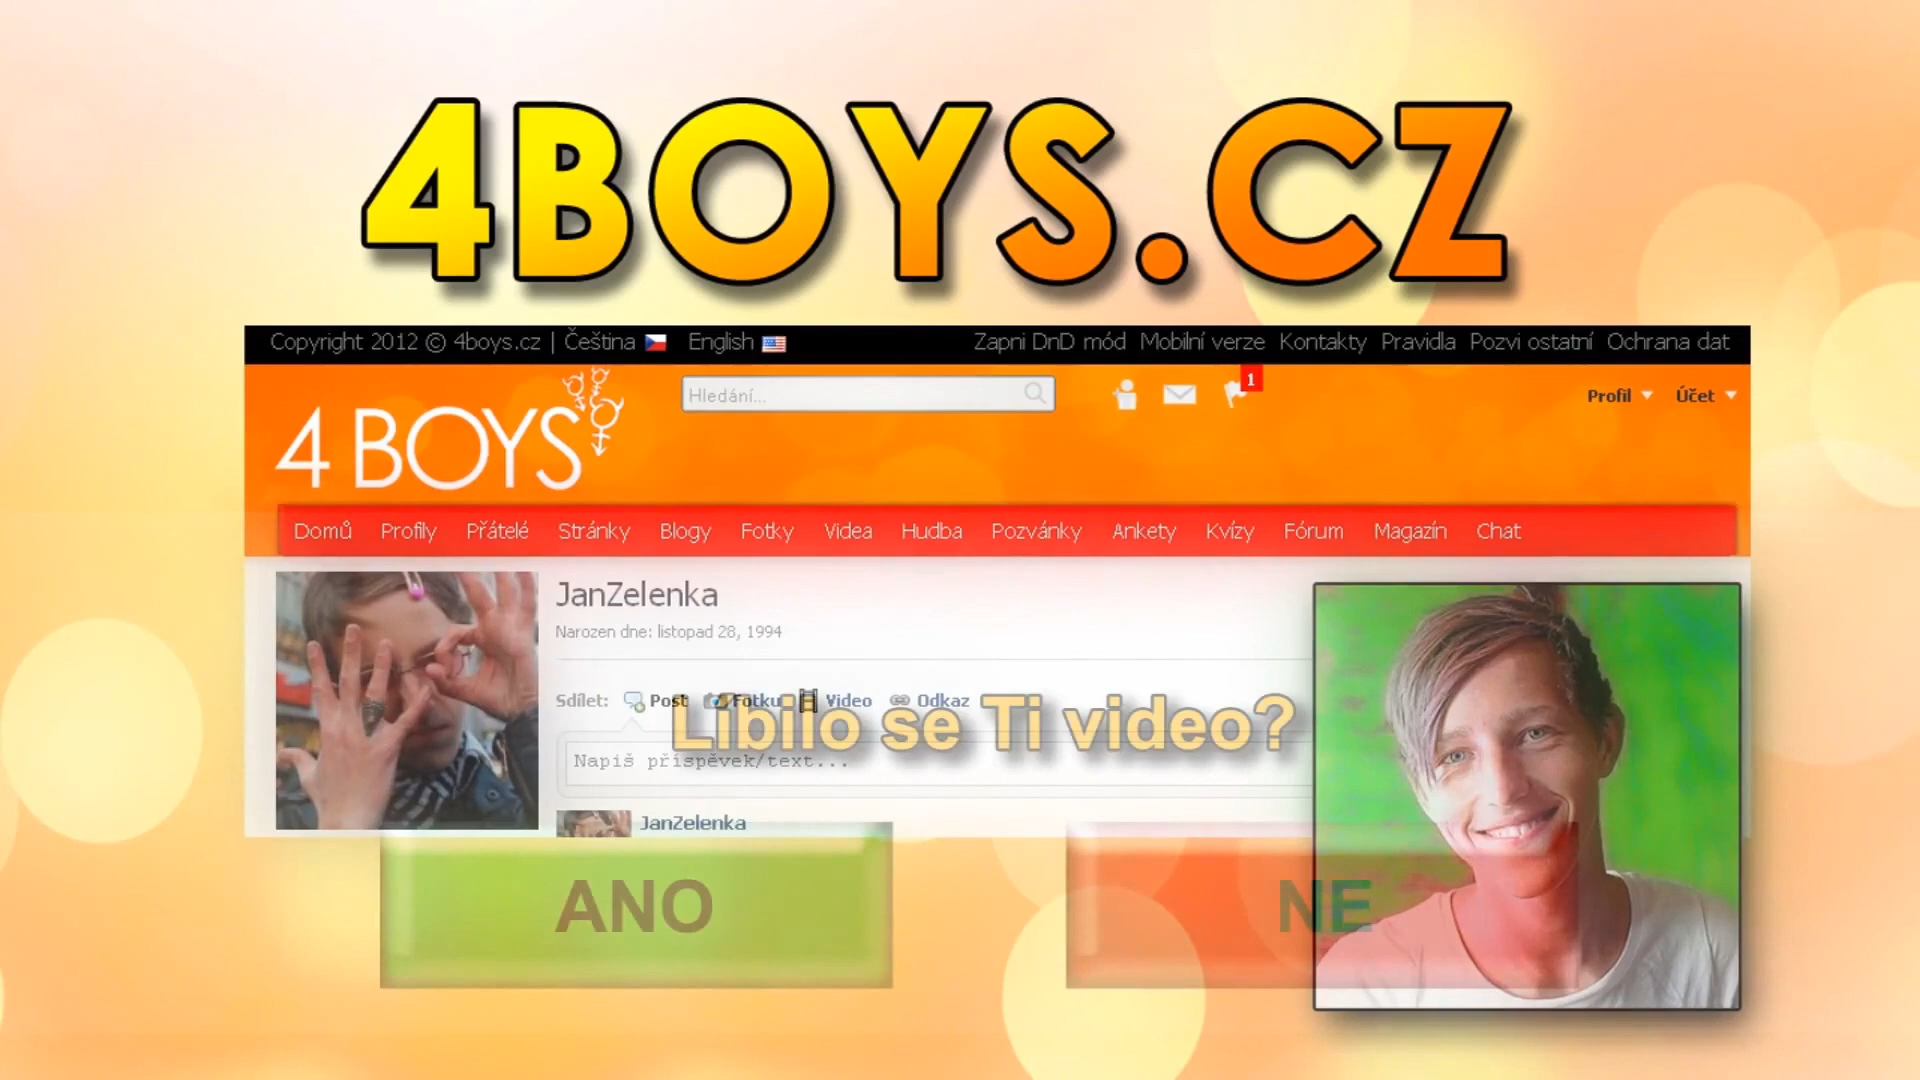 4BOYS.CZ
Copyright 2012 © 4boys.cz | Čeština English Zapni DnD mód Mobilní verze Kontakty Pravidla Pozvi ostatní Ochrana dat
4 BOYS
Hledání...
1
Profil Účet
Domů Profily Přátelé Stránky Blogy Fotky Videa Hudba Pozvánky Ankety Kvízy Fórum Magazín Chat
JanZelenka
Narozen dne: listopad 28, 1994
Sdílet: Post Fotku Video Odkaz
Líbilo se Ti video?
Napiš příspěvek/text...
JanZelenka
ANO NE